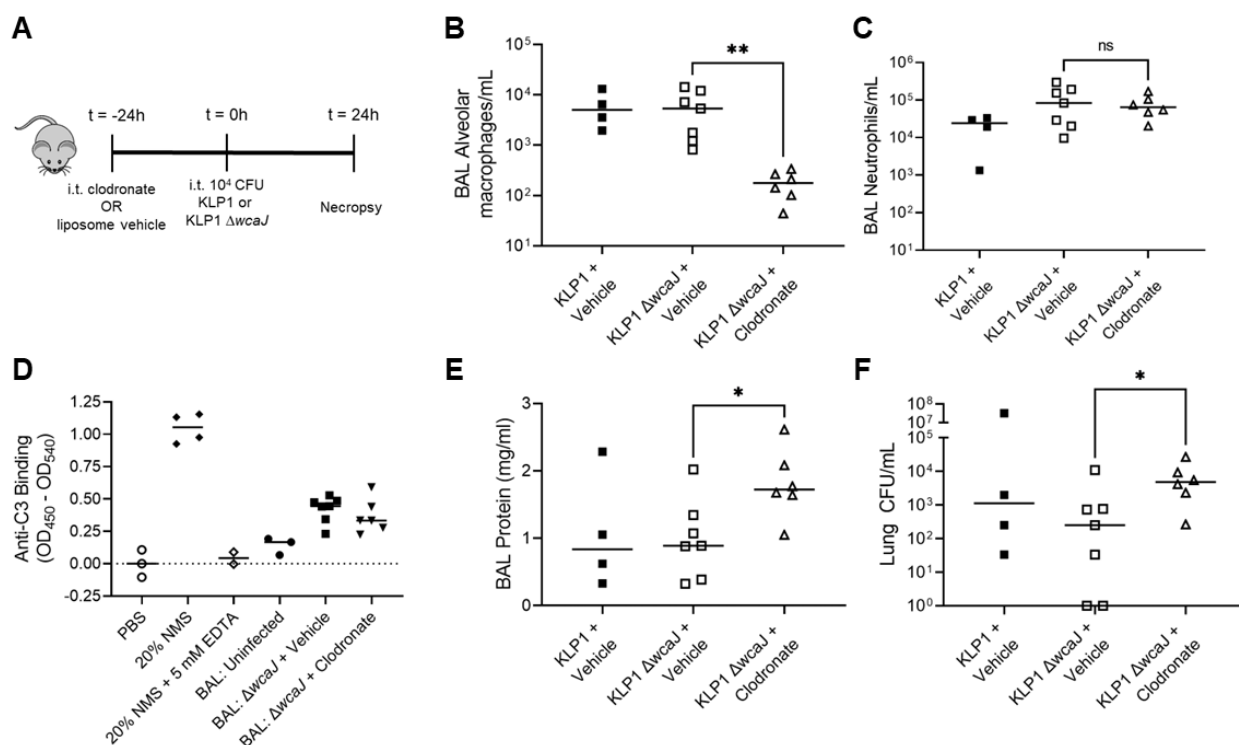 A
t = -24h
t = 0h
t = 24h
i.t. clodronate
OR
liposome vehicle
i.t. 10⁴ CFU
KLP1 or
KLP1 ΔwcaJ
Necropsy
B
BAL Alveolar
macrophages/mL
10⁵
10⁴
10³
10²
10¹
**
KLP1 +
Vehicle
KLP1 ΔwcaJ +
Vehicle
KLP1 ΔwcaJ +
Clodronate
C
BAL Neutrophils/mL
10⁶
10⁵
10⁴
10³
10²
10¹
ns
KLP1 +
Vehicle
KLP1 ΔwcaJ +
Vehicle
KLP1 ΔwcaJ +
Clodronate
D
Anti-C3 Binding
(OD₄₅₀ - OD₅₄₀)
1.25
1.00
0.75
0.50
0.25
0.00
-0.25
PBS
20% NMS
20% NMS + 5 mM EDTA
BAL: Uninfected
BAL: ΔwcaJ + Vehicle
BAL: ΔwcaJ + Clodronate
E
BAL Protein (mg/ml)
3
2
1
0
*
KLP1 +
Vehicle
KLP1 ΔwcaJ +
Vehicle
KLP1 ΔwcaJ +
Clodronate
F
Lung CFU/mL
10⁸
10⁷
10⁵
10⁴
10³
10²
10¹
10⁰
*
KLP1 +
Vehicle
KLP1 ΔwcaJ +
Vehicle
KLP1 ΔwcaJ +
Clodronate